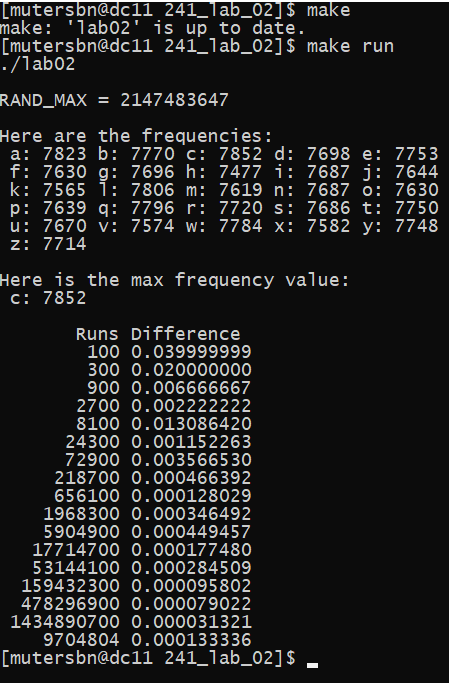 [mutersbn@dc11 241_lab_02]$ make
make: 'lab02' is up to date.
[mutersbn@dc11 241_lab_02]$ make run
./lab02
RAND_MAX = 2147483647
Here are the frequencies:
a: 7823 b: 7770 c: 7852 d: 7698 e: 7753
f: 7630 g: 7696 h: 7477 i: 7687 j: 7644
k: 7565 l: 7806 m: 7619 n: 7687 o: 7630
p: 7639 q: 7796 r: 7720 s: 7686 t: 7750
u: 7670 v: 7574 w: 7784 x: 7582 y: 7748
z: 7714
Here is the max frequency value:
c: 7852
Runs Difference
100 0.039999999
300 0.020000000
900 0.006666667
2700 0.002222222
8100 0.013086420
24300 0.001152263
72900 0.003566530
218700 0.000466392
656100 0.000128029
1968300 0.000346492
5904900 0.000449457
17714700 0.000177480
53144100 0.000284509
159432300 0.000095802
478296900 0.000079022
1434890700 0.000031321
9704804 0.000133336
[mutersbn@dc11 241_lab_02]$